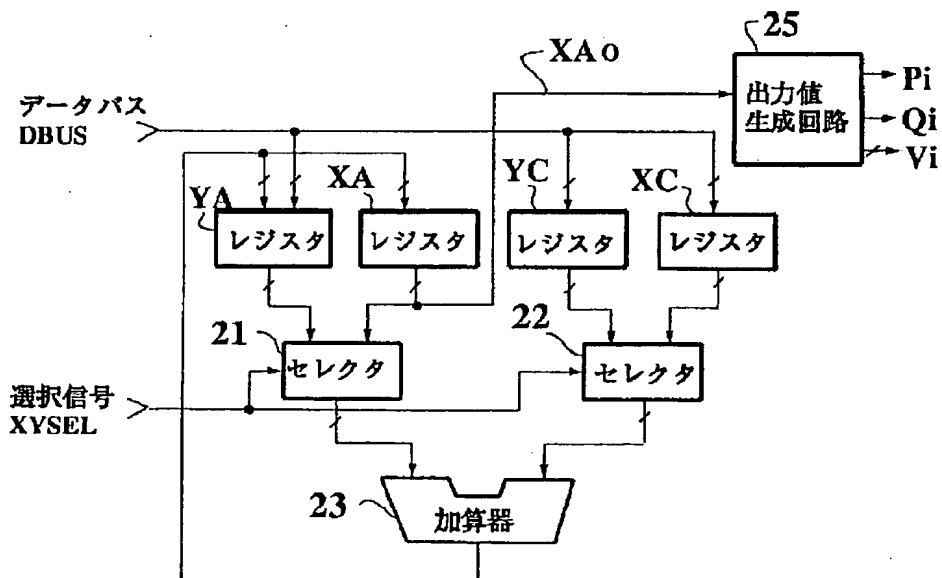 25
XAo
Pi
出力値
生成回路
Qi
Vi
データバス
DBUS
YA
XA
YC
XC
レジスタ
レジスタ
レジスタ
レジスタ
21
22
セレクタ
セレクタ
選択信号
XYSEL
23
加算器